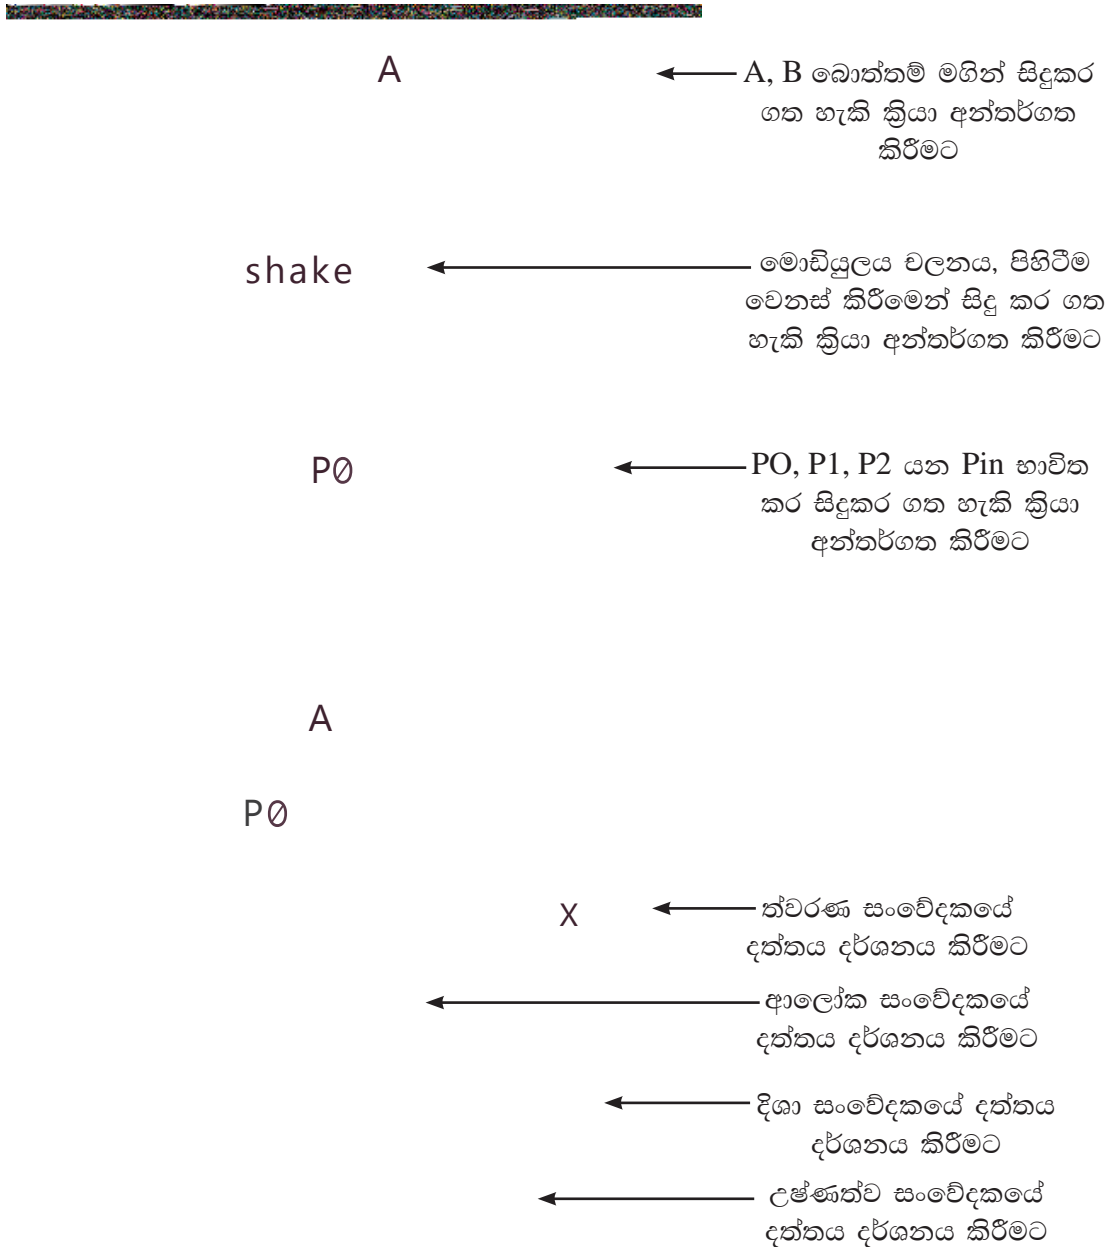 A
A, B බොත්තම් මගින් සිදුකර
ගත හැකි ක්‍රියා අන්තර්ගත
කිරීමට
shake
මොඩියුලය චලනය, පිහිටීම
වෙනස් කිරීමෙන් සිදු කර ගත
හැකි ක්‍රියා අන්තර්ගත කිරීමට
P0
PO, P1, P2 යන Pin භාවිත
කර සිදුකර ගත හැකි ක්‍රියා
අන්තර්ගත කිරීමට
A
P0
X
ත්වරණ සංවේදකයේ
දත්තය දර්ශනය කිරීමට
ආලෝක සංවේදකයේ
දත්තය දර්ශනය කිරීමට
දිශා සංවේදකයේ දත්තය
දර්ශනය කිරීමට
උෂ්ණත්ව සංවේදකයේ
දත්තය දර්ශනය කිරීමට